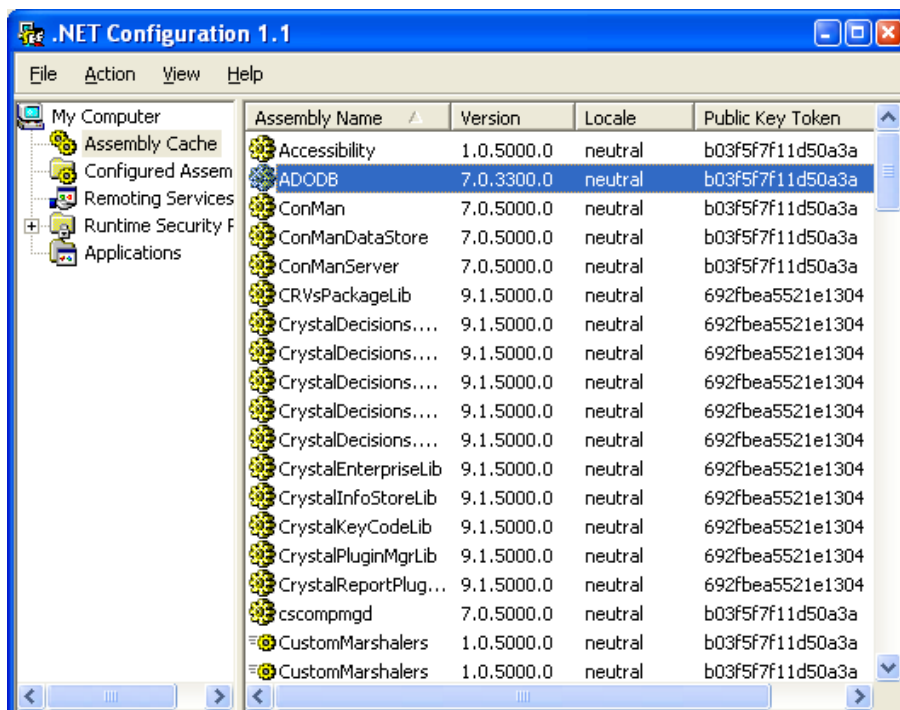 .NET Configuration 1.1
File Action View Help
My Computer
Assembly Cache
Configured Assem
Remoting Services
Runtime Security P
Applications
Assembly Name Version Locale Public Key Token
Accessibility 1.0.5000.0 neutral b03f5f7f11d50a3a
ADODB 7.0.3300.0 neutral b03f5f7f11d50a3a
ConMan 7.0.5000.0 neutral b03f5f7f11d50a3a
ConManDataStore 7.0.5000.0 neutral b03f5f7f11d50a3a
ConManServer 7.0.5000.0 neutral b03f5f7f11d50a3a
CRVsPackageLib 9.1.5000.0 neutral 692fbea5521e1304
CrystalDecisions.... 9.1.5000.0 neutral 692fbea5521e1304
CrystalDecisions.... 9.1.5000.0 neutral 692fbea5521e1304
CrystalDecisions.... 9.1.5000.0 neutral 692fbea5521e1304
CrystalDecisions.... 9.1.5000.0 neutral 692fbea5521e1304
CrystalDecisions.... 9.1.5000.0 neutral 692fbea5521e1304
CrystalEnterpriseLib 9.1.5000.0 neutral 692fbea5521e1304
CrystalInfoStoreLib 9.1.5000.0 neutral 692fbea5521e1304
CrystalKeyCodeLib 9.1.5000.0 neutral 692fbea5521e1304
CrystalPluginMgrLib 9.1.5000.0 neutral 692fbea5521e1304
CrystalReportPlug... 9.1.5000.0 neutral 692fbea5521e1304
cscompmgd 7.0.5000.0 neutral b03f5f7f11d50a3a
CustomMarshalers 1.0.5000.0 neutral b03f5f7f11d50a3a
CustomMarshalers 1.0.5000.0 neutral b03f5f7f11d50a3a